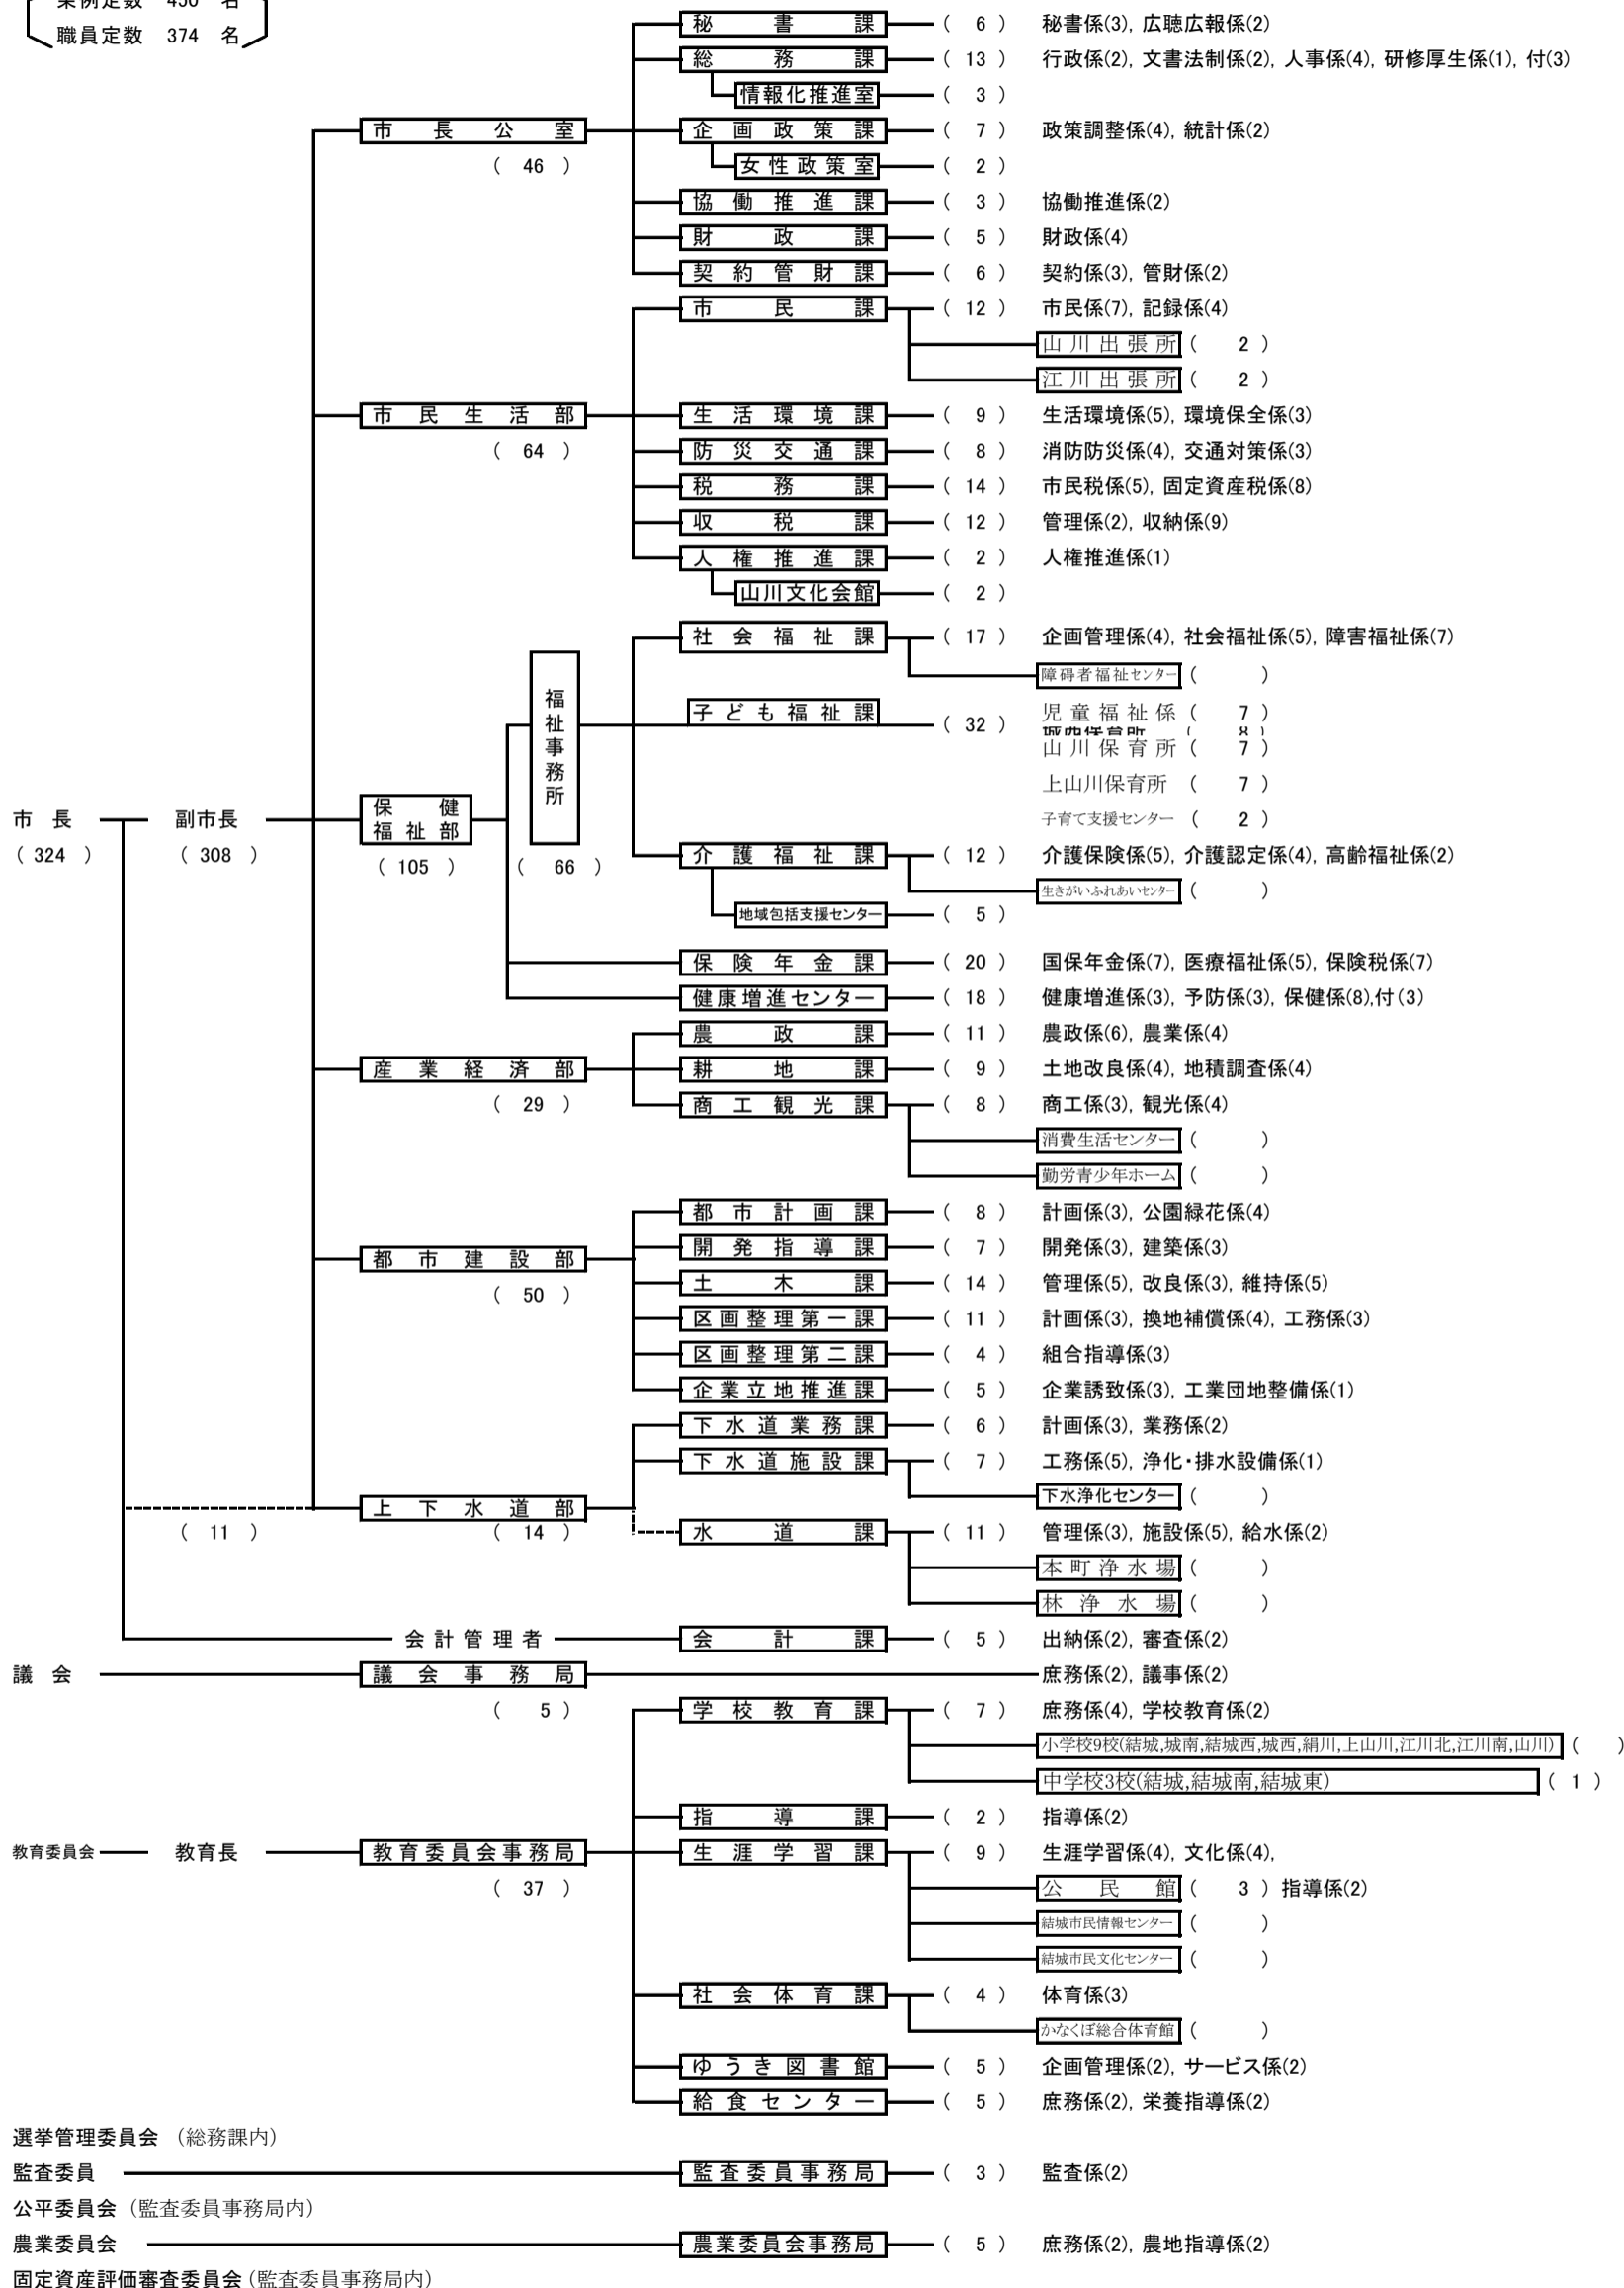 条例定数 430 名
職員定数 374 名
秘書課 ( 6 ) 秘書係(3), 広聴広報係(2)
総務課 ( 13 ) 行政係(2), 文書法制係(2), 人事係(4), 研修厚生係(1), 付(3)
情報化推進室 ( 3 )
市長公室 企画政策課 ( 7 ) 政策調整係(4), 統計係(2)
( 46 ) 女性政策室 ( 2 )
協働推進課 ( 3 ) 協働推進係(2)
財政課 ( 5 ) 財政係(4)
契約管財課 ( 6 ) 契約係(3), 管財係(2)
市民課 ( 12 ) 市民係(7), 記録係(4)
山川出張所 ( 2 )
江川出張所 ( 2 )
市民生活部 生活環境課 ( 9 ) 生活環境係(5), 環境保全係(3)
( 64 ) 防災交通課 ( 8 ) 消防防災係(4), 交通対策係(3)
税務課 ( 14 ) 市民税係(5), 固定資産税係(8)
収税課 ( 12 ) 管理係(2), 収納係(9)
人権推進課 ( 2 ) 人権推進係(1)
山川文化会館 ( 2 )
社会福祉課 ( 17 ) 企画管理係(4), 社会福祉係(5), 障害福祉係(7)
障碍者福祉センター ( )
福祉事務所
子ども福祉課 ( 32 ) 児童福祉係 ( 7 )
城西保育所 ( 8 )
山川保育所 ( 7 )
上山川保育所 ( 7 )
市長 副市長 保健福祉部 子育て支援センター ( 2 )
( 324 ) ( 308 ) ( 105 ) ( 66 ) 介護福祉課 ( 12 ) 介護保険係(5), 介護認定係(4), 高齢福祉係(2)
生きがいふれあいセンター ( )
地域包括支援センター ( 5 )
保険年金課 ( 20 ) 国保年金係(7), 医療福祉係(5), 保険税係(7)
健康増進センター ( 18 ) 健康増進係(3), 予防係(3), 保健係(8),付(3)
農政課 ( 11 ) 農政係(6), 農業係(4)
産業経済部 耕地課 ( 9 ) 土地改良係(4), 地積調査係(4)
( 29 ) 商工観光課 ( 8 ) 商工係(3), 観光係(4)
消費生活センター ( )
勤労青少年ホーム ( )
都市計画課 ( 8 ) 計画係(3), 公園緑花係(4)
都市建設部 開発指導課 ( 7 ) 開発係(3), 建築係(3)
( 50 ) 土木課 ( 14 ) 管理係(5), 改良係(3), 維持係(5)
区画整理第一課 ( 11 ) 計画係(3), 換地補償係(4), 工務係(3)
区画整理第二課 ( 4 ) 組合指導係(3)
企業立地推進課 ( 5 ) 企業誘致係(3), 工業団地整備係(1)
下水道業務課 ( 6 ) 計画係(3), 業務係(2)
下水道施設課 ( 7 ) 工務係(5), 浄化・排水設備係(1)
上下水道部 下水浄化センター ( )
( 11 ) ( 14 ) 水道課 ( 11 ) 管理係(3), 施設係(5), 給水係(2)
本町浄水場 ( )
林浄水場 ( )
会計管理者 会計課 ( 5 ) 出納係(2), 審査係(2)
議会 議会事務局 庶務係(2), 議事係(2)
( 5 ) 学校教育課 ( 7 ) 庶務係(4), 学校教育係(2)
小学校9校(結城,城南,結城西,城西,絹川,上山川,江川北,江川南,山川) ( )
中学校3校(結城,結城南,結城東) ( 1 )
指導課 ( 2 ) 指導係(2)
教育委員会 教育長 教育委員会事務局 生涯学習課 ( 9 ) 生涯学習係(4), 文化係(4),
( 37 ) 公民館 ( 3 ) 指導係(2)
結城市民情報センター ( )
結城市民文化センター ( )
社会体育課 ( 4 ) 体育係(3)
かなくぼ総合体育館 ( )
ゆうき図書館 ( 5 ) 企画管理係(2), サービス係(2)
給食センター ( 5 ) 庶務係(2), 栄養指導係(2)
選挙管理委員会 (総務課内)
監査委員 監査委員事務局 ( 3 ) 監査係(2)
公平委員会 (監査委員事務局内)
農業委員会 農業委員会事務局 ( 5 ) 庶務係(2), 農地指導係(2)
固定資産評価審査委員会 (監査委員事務局内)